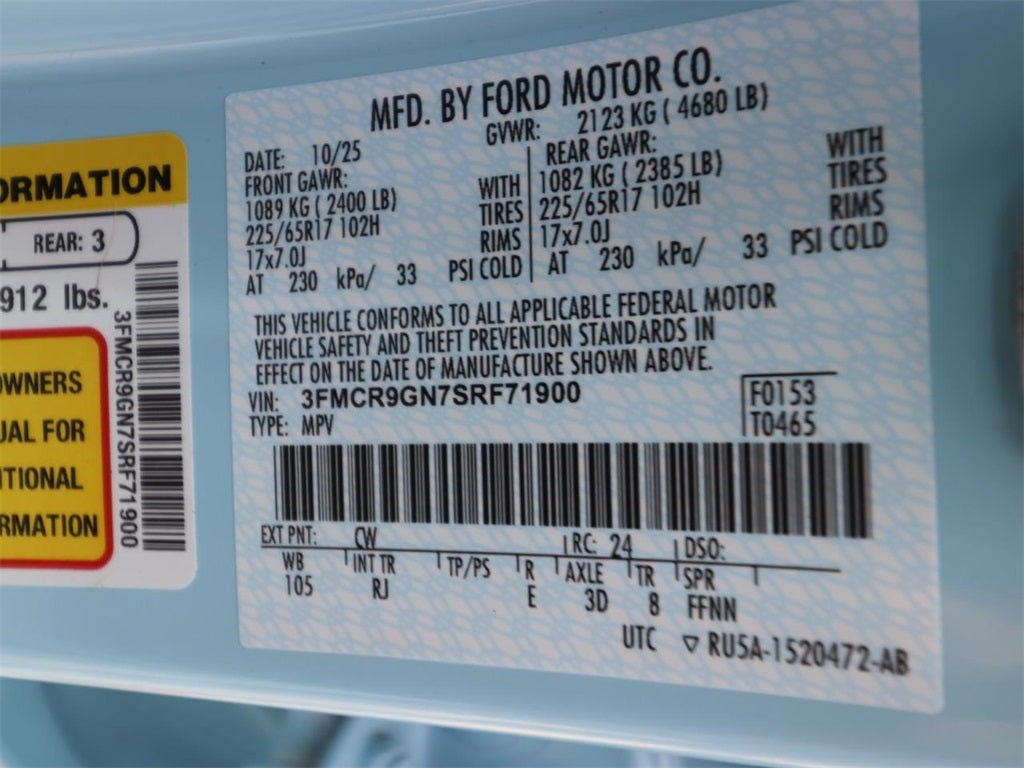 ORMATION
REAR: 3
912 lbs.
OWNERS
UAL FOR
ITIONAL
RMATION
3FMCR9GN7SRF71900
MFD. BY FORD MOTOR CO.
GVWR: 2123 KG ( 4680 LB)
DATE: 10/25
FRONT GAWR:
1089 KG ( 2400 LB) WITH
225/65R17 102H TIRES
17x7.0J RIMS
AT 230 kPa/ 33 PSI COLD
REAR GAWR:
1082 KG ( 2385 LB) WITH
225/65R17 102H TIRES
17x7.0J RIMS
AT 230 kPa/ 33 PSI COLD
THIS VEHICLE CONFORMS TO ALL APPLICABLE FEDERAL MOTOR
VEHICLE SAFETY AND THEFT PREVENTION STANDARDS IN
EFFECT ON THE DATE OF MANUFACTURE SHOWN ABOVE.
VIN: 3FMCR9GN7SRF71900
TYPE: MPV
F0153
T0465
EXT PNT: CW RC: 24 DSO:
WB INT TR TP/PS R AXLE TR SPR
105 RJ E 3D 8 FFNN
UTC ▽ RU5A-1520472-AB